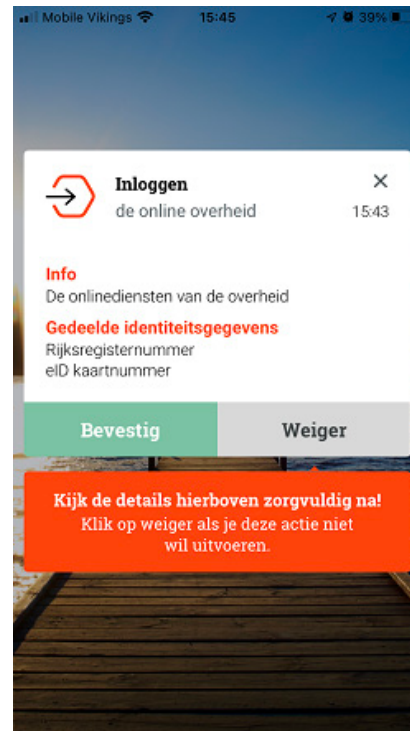 Mobile Vikings 15:45 39%
Inloggen
de online overheid 15:43
Info
De onlinediensten van de overheid
Gedeelde identiteitsgegevens
Rijksregisternummer
eID kaartnummer
Bevestig Weiger
Kijk de details hierboven zorgvuldig na!
Klik op weiger als je deze actie niet
wil uitvoeren.